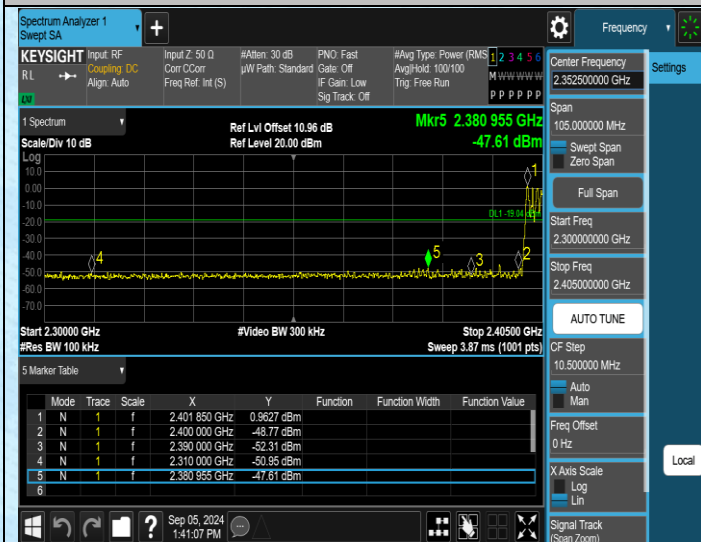 Spectrum Analyzer 1
Swept SA
+
Frequency
KEYSIGHT
RL
LXI
Input: RF
Coupling: DC
Align: Auto
Input Z: 50 Ω
Corr CCorr
Freq Ref: Int (S)
#Atten: 30 dB
µW Path: Standard
PNO: Fast
Gate: Off
IF Gain: Low
Sig Track: Off
#Avg Type: Power (RMS
Avg|Hold: 100/100
Trig: Free Run
1 2 3 4 5 6
M W W W W W
P P P P P P
1 Spectrum
Scale/Div 10 dB
Ref Lvl Offset 10.96 dB
Ref Level 20.00 dBm
Mkr5 2.380 955 GHz
-47.61 dBm
Log
10.0
0.00
-10.0
-20.0
-30.0
-40.0
-50.0
-60.0
-70.0
1
DL1 -19.04 dBm
4
5
3
2
Start 2.30000 GHz
#Video BW 300 kHz
Stop 2.40500 GHz
#Res BW 100 kHz
Sweep 3.87 ms (1001 pts)
5 Marker Table
Mode Trace Scale X Y Function Function Width Function Value
1 N 1 f 2.401 850 GHz 0.9627 dBm
2 N 1 f 2.400 000 GHz -48.77 dBm
3 N 1 f 2.390 000 GHz -52.31 dBm
4 N 1 f 2.310 000 GHz -50.95 dBm
5 N 1 f 2.380 955 GHz -47.61 dBm
6
?
Sep 05, 2024
1:41:07 PM
Center Frequency
2.352500000 GHz
Span
105.000000 MHz
Swept Span
Zero Span
Full Span
Start Freq
2.300000000 GHz
Stop Freq
2.405000000 GHz
AUTO TUNE
CF Step
10.500000 MHz
Auto
Man
Freq Offset
0 Hz
X Axis Scale
Log
Lin
Signal Track
(Span Zoom)
Settings
Local